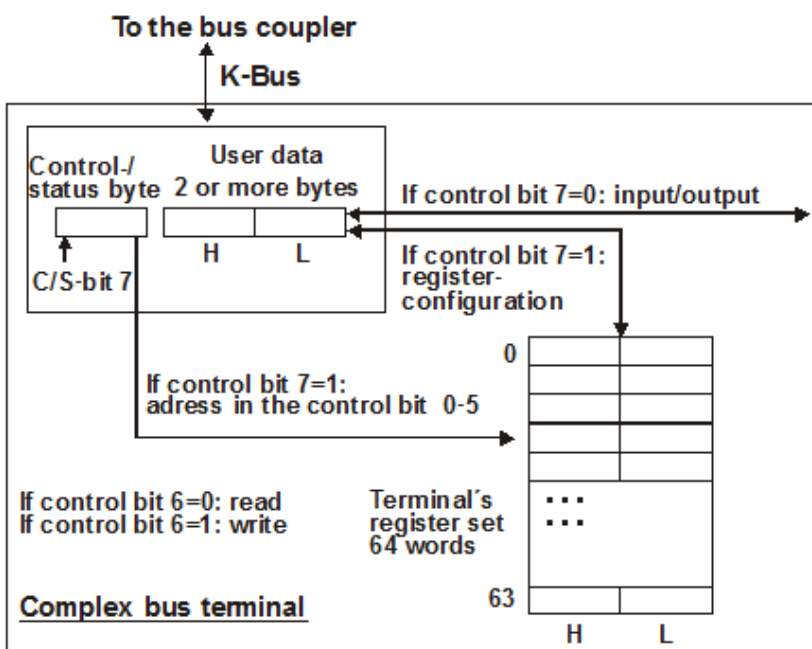 To the bus coupler
K-Bus
Control-/
status byte
User data
2 or more bytes
H L
C/S-bit 7
If control bit 7=0: input/output
If control bit 7=1:
register-
configuration
0
If control bit 7=1:
adress in the control bit 0-5
If control bit 6=0: read
If control bit 6=1: write
Terminal´s
register set
64 words
...
...
63
H L
Complex bus terminal